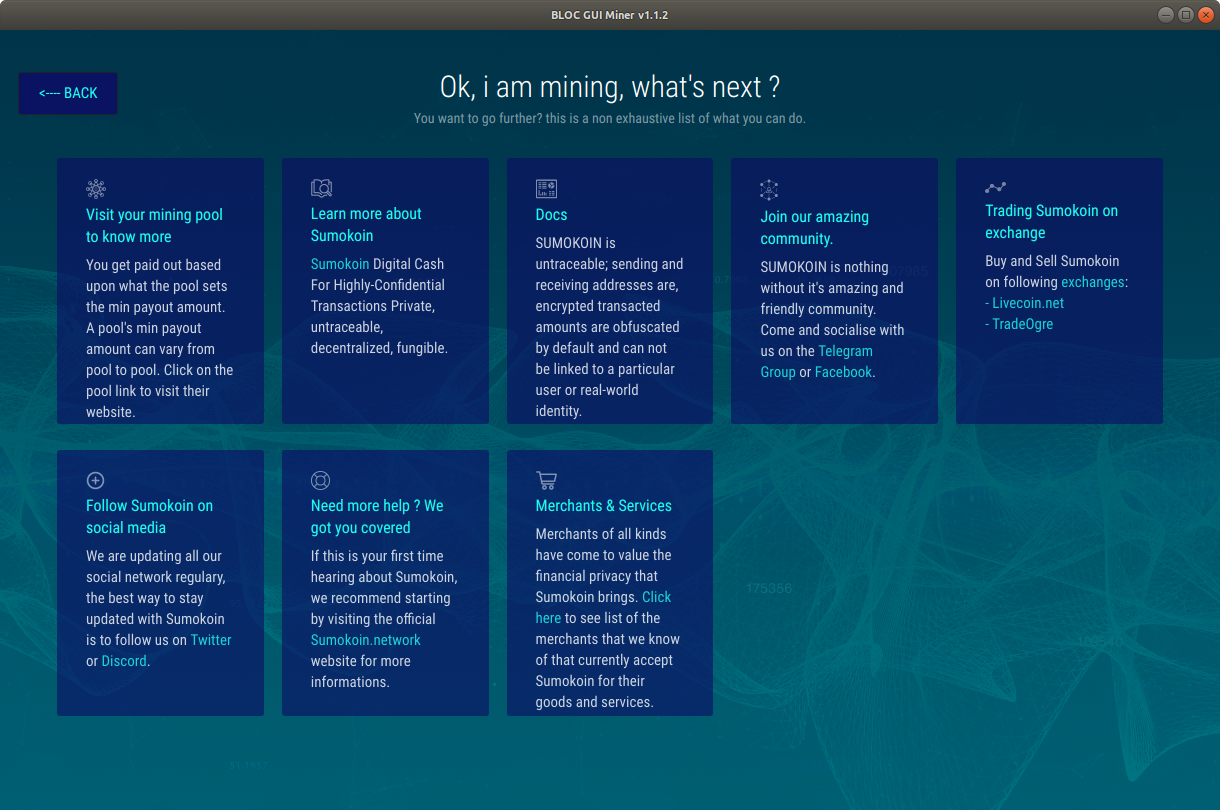 BLOC GUI Miner v1.1.2
<---- BACK
Ok, i am mining, what's next ?
You want to go further? this is a non exhaustive list of what you can do.
Visit your mining pool
to know more
You get paid out based
upon what the pool sets
the min payout amount.
A pool's min payout
amount can vary from
pool to pool. Click on the
pool link to visit their
website.
Learn more about
Sumokoin
Sumokoin Digital Cash
For Highly-Confidential
Transactions Private,
untraceable,
decentralized, fungible.
Docs
SUMOKOIN is
untraceable; sending and
receiving addresses are,
encrypted transacted
amounts are obfuscated
by default and can not
be linked to a particular
user or real-world
identity.
Join our amazing
community.
SUMOKOIN is nothing
without it's amazing and
friendly community.
Come and socialise with
us on the Telegram
Group or Facebook.
Trading Sumokoin on
exchange
Buy and Sell Sumokoin
on following exchanges:
- Livecoin.net
- TradeOgre
Follow Sumokoin on
social media
We are updating all our
social network regulary,
the best way to stay
updated with Sumokoin
is to follow us on Twitter
or Discord.
Need more help ? We
got you covered
If this is your first time
hearing about Sumokoin,
we recommend starting
by visiting the official
Sumokoin.network
website for more
informations.
Merchants & Services
Merchants of all kinds
have come to value the
financial privacy that
Sumokoin brings. Click
here to see list of the
merchants that we know
of that currently accept
Sumokoin for their
goods and services.
175356